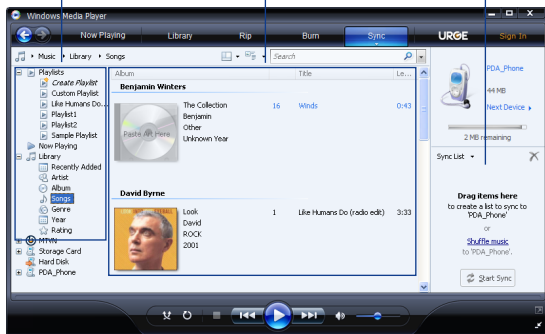 Windows Media Player
Now Playing Library Rip Burn Sync URGE Sign In
Music Library Songs Search
Playlists
Create Playlist
Custom Playlist
Like Humans Do...
Playlist1
Playlist2
Sample Playlist
Now Playing
Library
Recently Added
Artist
Album
Songs
Genre
Year
Rating
MTVN
Storage Card
Hard Disk
PDA_Phone
Album Title Le...
Benjamin Winters
Paste Art Here
The Collection 16 Winds 0:43
Benjamin
Other
Unknown Year
David Byrne
Look 1 Like Humans Do (radio edit) 3:33
David
ROCK
2001
PDA_Phone
44 MB
Next Device
2 MB remaining
Sync List
Drag items here
to create a list to sync to
'PDA_Phone'
or
Shuffle music
to 'PDA_Phone'.
Start Sync